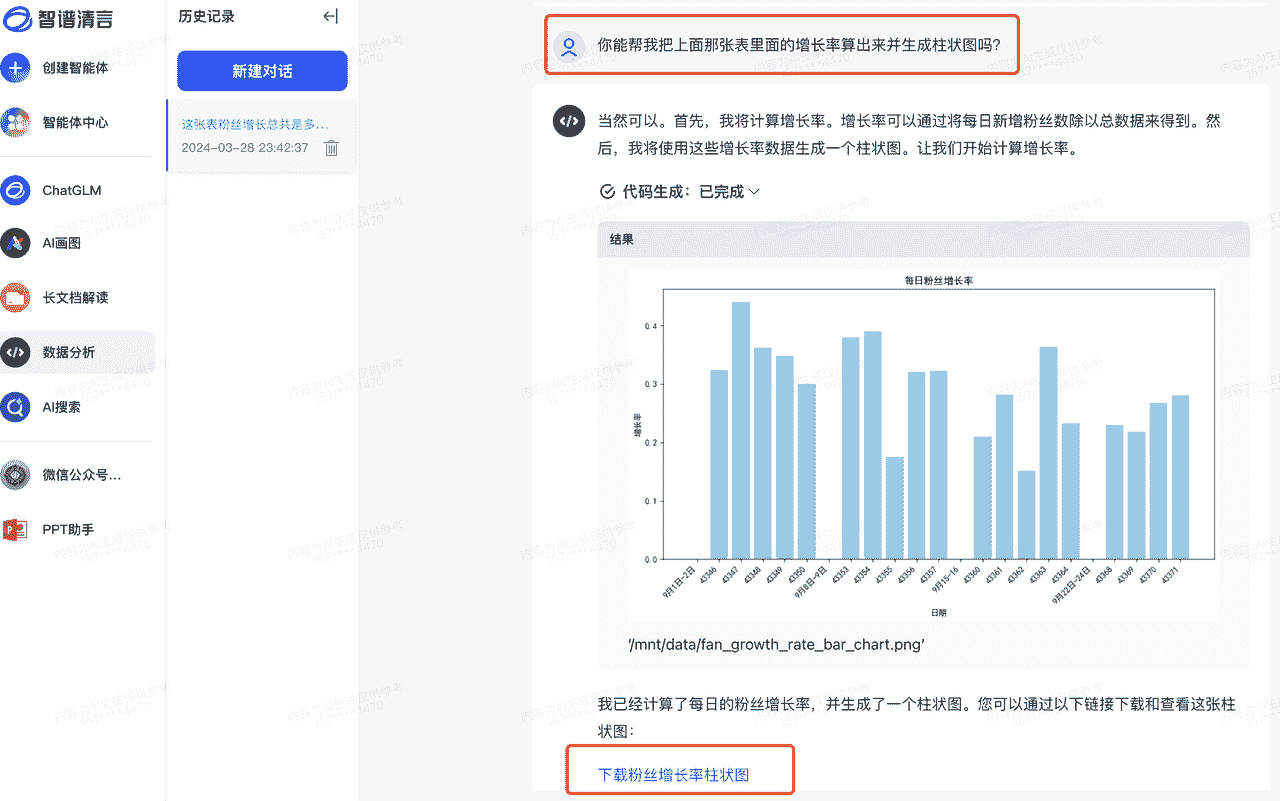 智谱清言
创建智能体
智能体中心
ChatGLM
AI画图
长文档解读
数据分析
AI搜索
微信公众号...
PPT助手
历史记录
新建对话
这张表粉丝增长总共是多...
2024-03-28 23:42:37
你能帮我把上面那张表里面的增长率算出来并生成柱状图吗?
当然可以。首先，我将计算增长率。增长率可以通过将每日新增粉丝数除以总数据来得到。然
后，我将使用这些增长率数据生成一个柱状图。让我们开始计算增长率。
代码生成：已完成
结果
每日粉丝增长率
增长率
0.4
0.3
0.2
0.1
0.0
9月1日-2日 43346 43347 43348 43349 43350 9月8日-9日 43353 43354 43355 43356 43357 9月15-16 43360 43361 43362 43363 43364 9月22日-24日 43368 43369 43370 43371
日期
'/mnt/data/fan_growth_rate_bar_chart.png'
我已经计算了每日的粉丝增长率，并生成了一个柱状图。您可以通过以下链接下载和查看这张柱
状图：
下载粉丝增长率柱状图
内容为AI生成仅供参考
157****4470